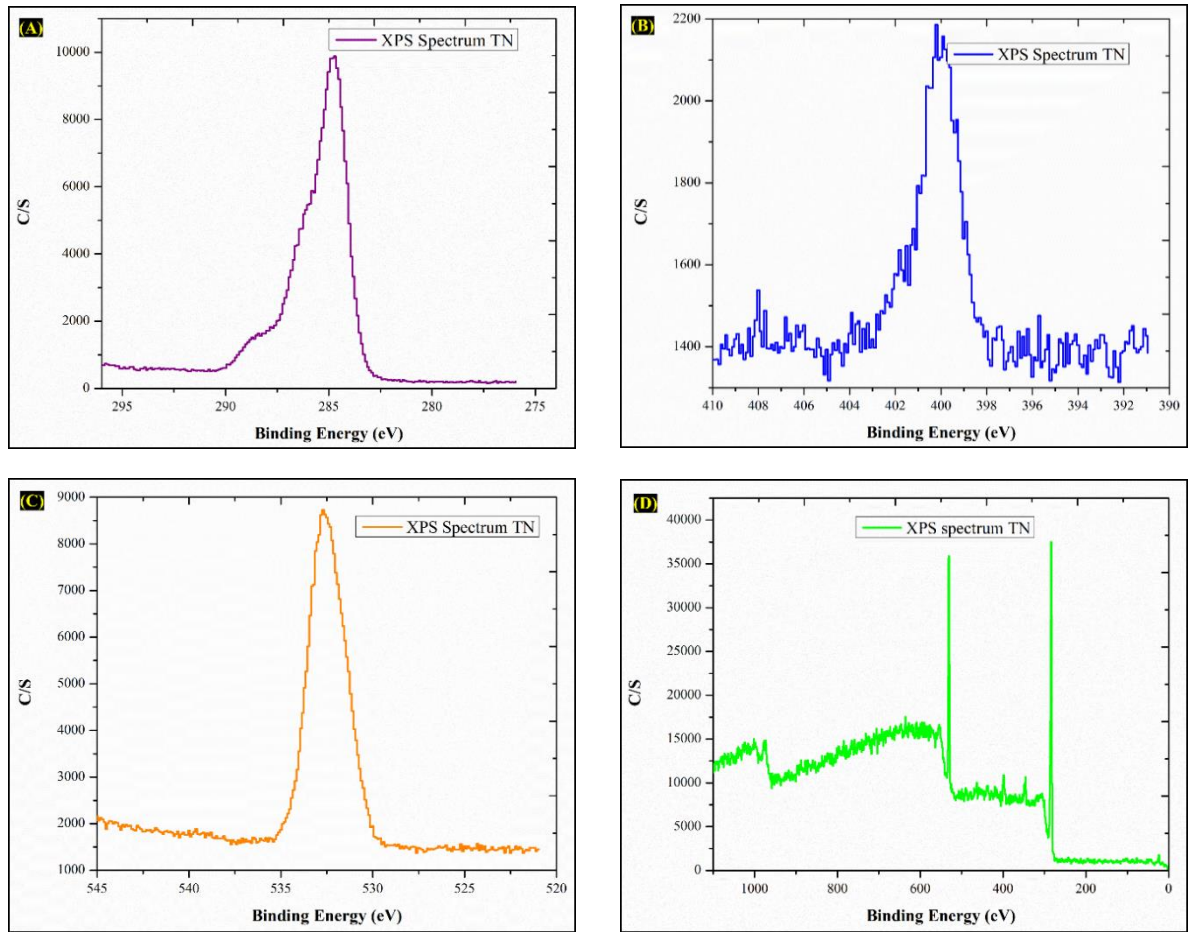 (A)
XPS Spectrum TN
10000
8000
6000
4000
2000
0
C/S
295 290 285 280 275
Binding Energy (eV)
(B)
XPS Spectrum TN
2200
2000
1800
1600
1400
C/S
410 408 406 404 402 400 398 396 394 392 390
Binding Energy (eV)
(C)
XPS Spectrum TN
9000
8000
7000
6000
5000
4000
3000
2000
1000
C/S
545 540 535 530 525 520
Binding Energy (eV)
(D)
XPS spectrum TN
40000
35000
30000
25000
20000
15000
10000
5000
0
C/S
1000 800 600 400 200 0
Binding Energy (eV)